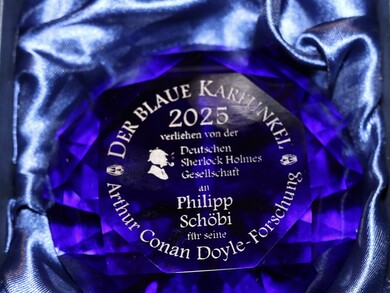 DER BLAUE KARFUNKEL
2025
verliehen von der
Deutschen
Sherlock Holmes
Gesellschaft
an
Philipp
Schöbi
für seine
Arthur Conan Doyle-Forschung